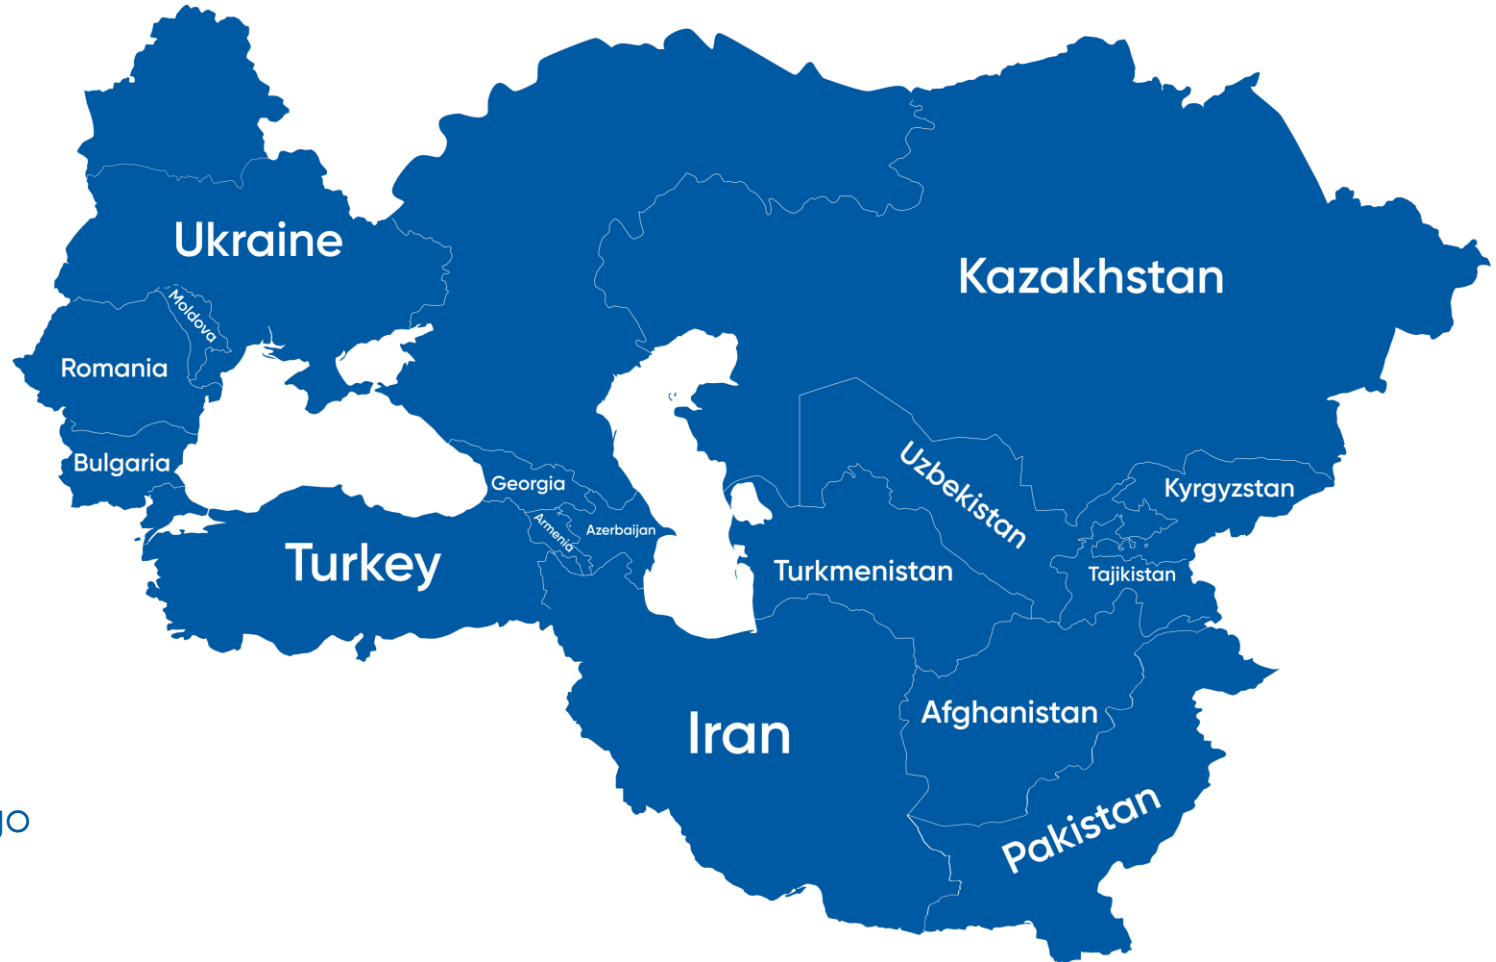 Ukraine
Kazakhstan
Moldova
Romania
Bulgaria
Georgia
Uzbekistan
Kyrgyzstan
Armenia
Azerbaijan
Turkey
Turkmenistan
Tajikistan
Afghanistan
Iran
Pakistan